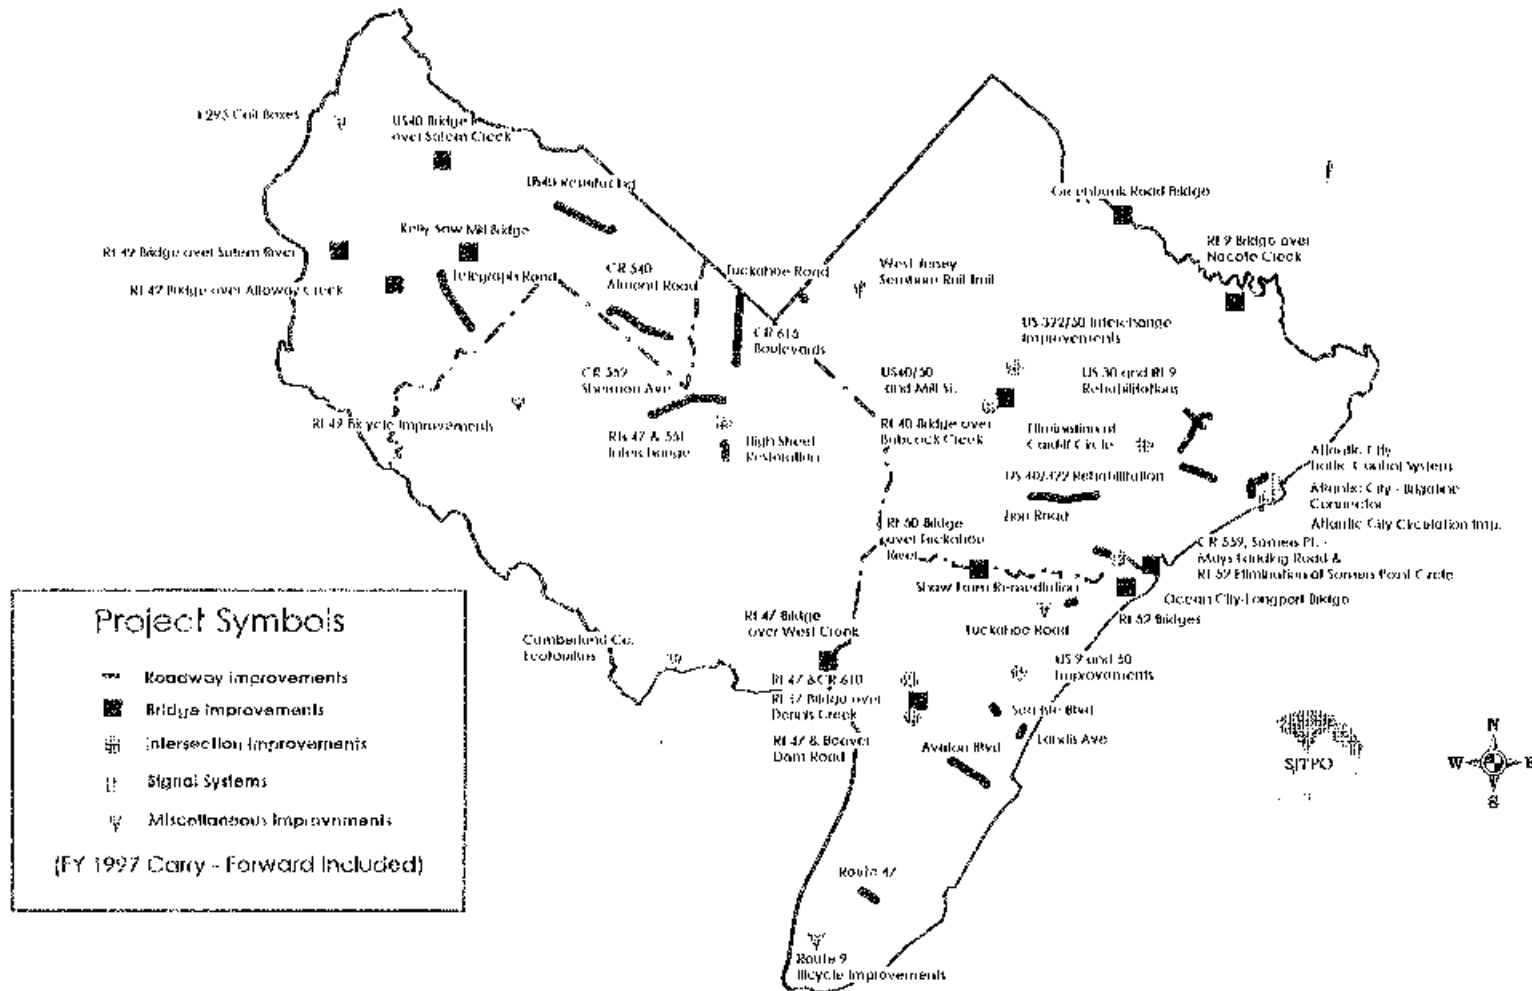 Call Boxes
US40 Bridge
over Salem Creek
Greenbank Road Bridge
Kelly Saw Mill Bridge
Rt 49 Bridge over Salem River
Telegraph Road
Rt 49 Bridge over Alloway Creek
CR 540
Almond Road
Tuckahoe Road
West Jersey
Seashore Rail Trail
Rt 9 Bridge over
Nacote Creek
CR 615
Boulevards
US 322/50 Interchange
Improvements
CR 552
Sherman Ave
US40/50
and Mill St.
US 30 and Rt 9
Rehabilitations
Rt 49 Bicycle Improvements
Rts 47 & 55
Interchange
High Street
Restoration
Rt 40 Bridge over
Babcock Creek
Elimination of
Cardiff Circle
US 40/322 Rehabilitation
Zion Road
Atlantic City
Traffic Control System
Atlantic City - Brigantine
Connector
Atlantic City Circulation Imp.
Rt 50 Bridge
over Tuckahoe
River
CR 559, Somers Pt. -
Mays Landing Road &
Rt 52 Elimination of Somers Point Circle
Shaw Farm Remediation
Ocean City-Longport Bridge
Rt 52 Bridges
Tuckahoe Road
Rt 47 Bridge
over West Creek
Cumberland Co.
Ecotourism
Rt 47 & CR 610
Rt 47 Bridge over
Dennis Creek
Rt 47 & Beaver
Dam Road
US 9 and 50
Improvements
Sea Isle Blvd
Landis Ave
Avalon Blvd
Route 47
Route 9
Bicycle Improvements
Project Symbols
Roadway Improvements
Bridge Improvements
Intersection Improvements
Signal Systems
Miscellaneous Improvements
(FY 1997 Carry - Forward Included)
SJTPO
N
W E
S